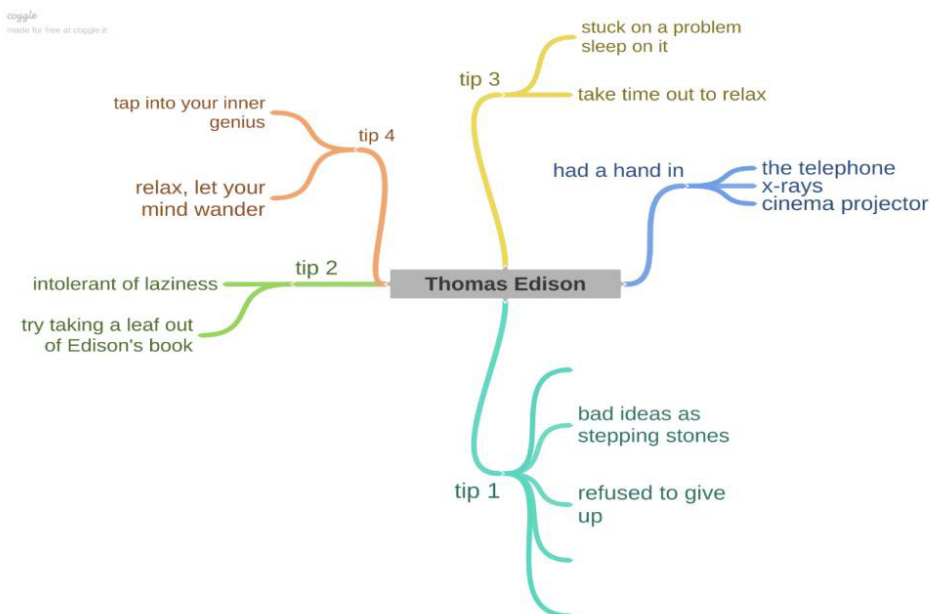 coggle
made for free at coggle.it
stuck on a problem
sleep on it
tip 3
take time out to relax
tap into your inner
genius
tip 4
relax, let your
mind wander
had a hand in
the telephone
x-rays
cinema projector
tip 2
intolerant of laziness
try taking a leaf out
of Edison's book
Thomas Edison
bad ideas as
stepping stones
tip 1
refused to give
up